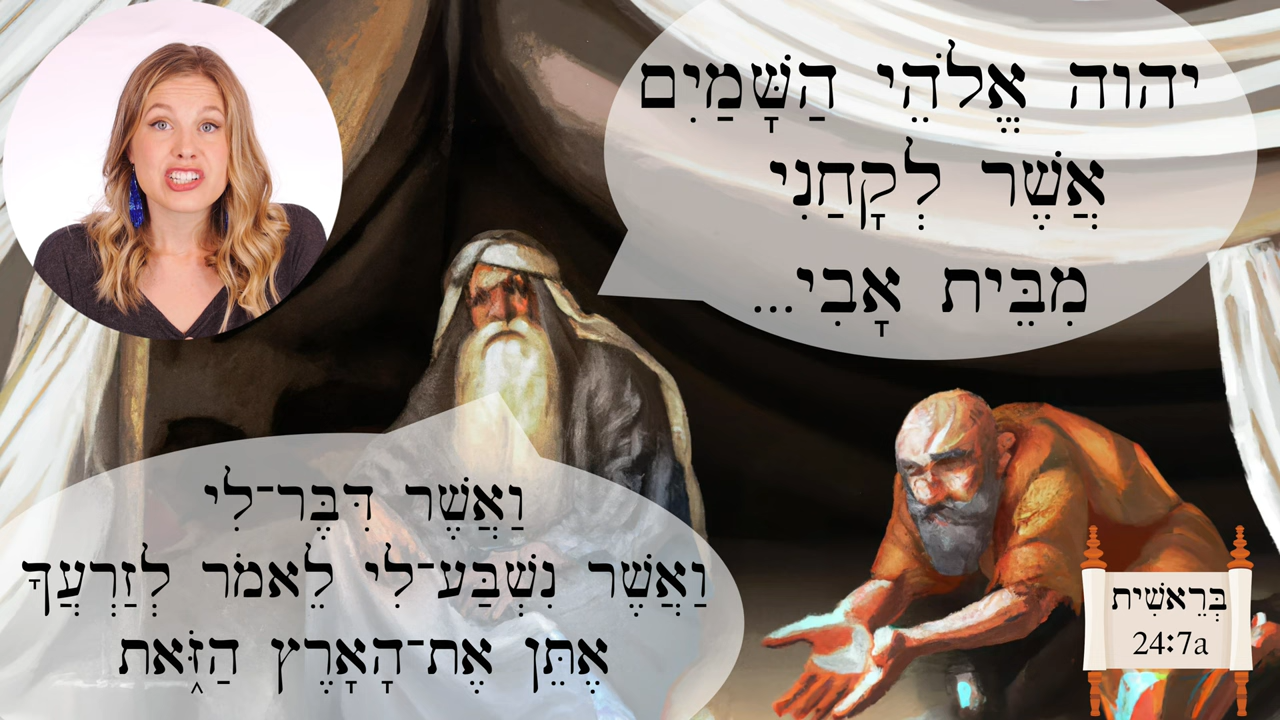 יהוה אֱלֹהֵי הַשָּׁמַיִם
אֲשֶׁר לְקָחַנִי
מִבֵּית אָבִי...
וַאֲשֶׁר דִּבֶּר־לִי
וַאֲשֶׁר נִשְׁבַּע־לִי לֵאמֹר לְזַרְעֲךָ
אֶתֵּן אֶת־הָאָרֶץ הַזֹּ֑את
בְּרֵאשִׁית
24:7a